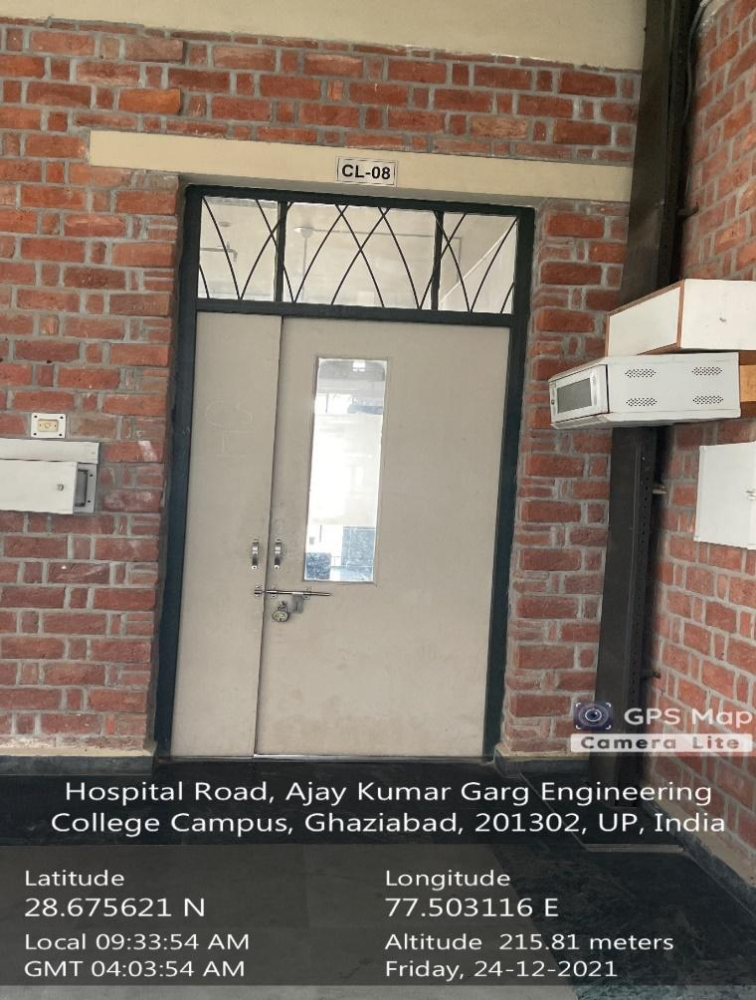 CL-08
CS
GPS Map
Camera Lite
Hospital Road, Ajay Kumar Garg Engineering
College Campus, Ghaziabad, 201302, UP, India
Latitude
28.675621 N
Longitude
77.503116 E
Local 09:33:54 AM
GMT 04:03:54 AM
Altitude 215.81 meters
Friday, 24-12-2021